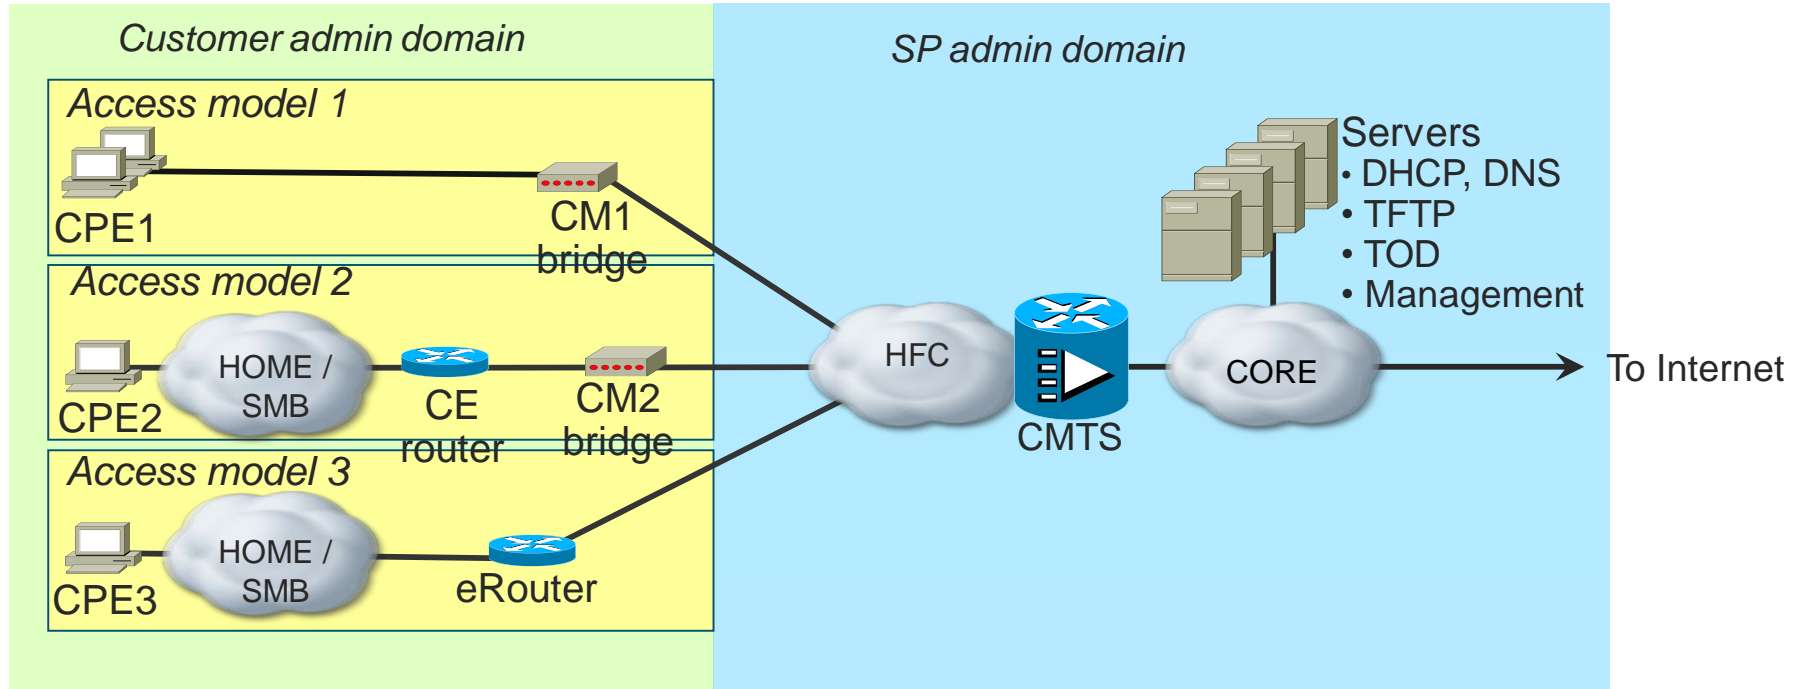 Customer admin domain
SP admin domain
Access model 1
CPE1
CM1
bridge
Access model 2
HOME /
SMB
CPE2
CE
router
CM2
bridge
Access model 3
HOME /
SMB
CPE3
eRouter
HFC
CMTS
CORE
Servers
• DHCP, DNS
• TFTP
• TOD
• Management
To Internet